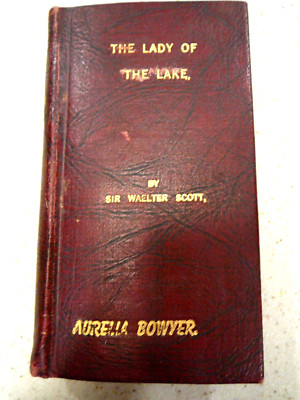 THE LADY OF
THE LAKE,
BY
SIR WAELTER SCOTT,
AURELIA BOWYER.